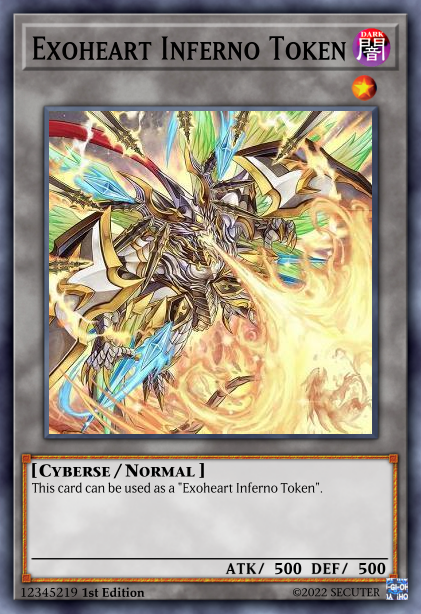 Exoheart Inferno Token
DARK
闇
[Cyberse / Normal ]
This card can be used as a "Exoheart Inferno Token".
ATK/ 500 DEF/ 500
12345219 1st Edition
©2022 SECUTER